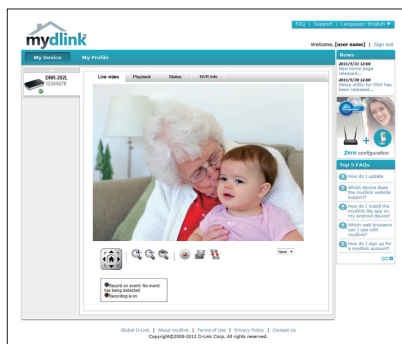 FAQ | Support | Language: English ▼
mydlink
Welcome, [user name] | Sign out
My Device
My Profile
DNR-202L
12345678
Live video
Playback
Status
NVR Info
None ▼
Record on event: No event
has being detected
Recording is on
News
2011/3/31 12:00
New home page
released...
2011/3/30 12:00
Setup utility for OSX has
been released...
Zero configuration
Top 5 FAQs
How do I update
Which device does
the mydlink website
support?
How do I install the
mydlink lite app on
my Android device?
Which web browsers
can I use with
mydlink?
How do I sign up for
a mydlink account?
GO
Global D-Link | About mydlink | Terms of Use | Privacy Policy | Contact Us
Copyright©2008-2012 D-Link Corp. All rights reserved.